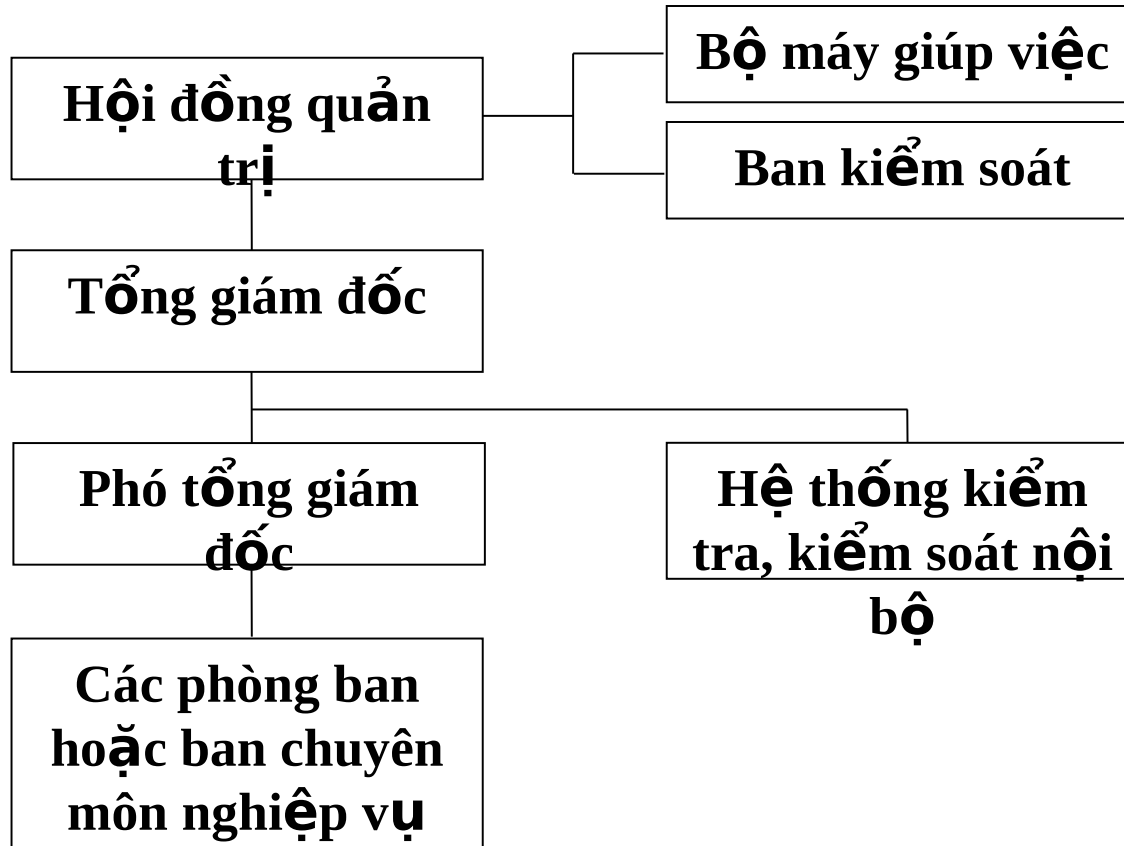 Bộ máy giúp việc
Hội đồng quản
trị
Ban kiểm soát
Tổng giám đốc
Phó tổng giám
đốc
Hệ thống kiểm
tra, kiểm soát nội
bộ
Các phòng ban
hoặc ban chuyên
môn nghiệp vụ